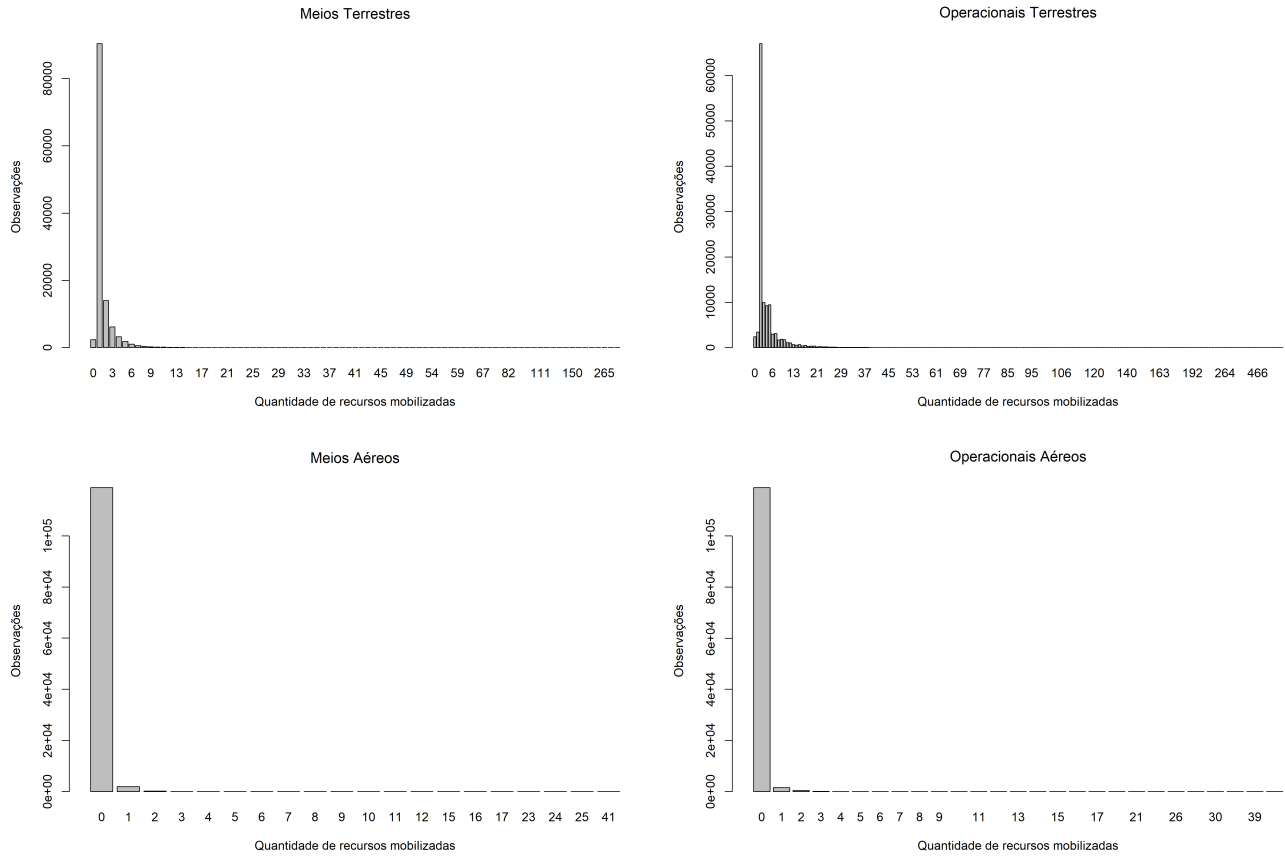 Meios Terrestres
Observações
0 20000 40000 60000 80000
0 3 6 9 13 17 21 25 29 33 37 41 45 49 54 59 67 82 111 150 265
Quantidade de recursos mobilizadas
Operacionais Terrestres
Observações
0 10000 20000 30000 40000 50000 60000
0 6 13 21 29 37 45 53 61 69 77 85 95 106 120 140 163 192 264 466
Quantidade de recursos mobilizadas
Meios Aéreos
Observações
0e+00 2e+04 4e+04 6e+04 8e+04 1e+05
0 1 2 3 4 5 6 7 8 9 10 11 12 15 16 17 23 24 25 41
Quantidade de recursos mobilizadas
Operacionais Aéreos
Observações
0e+00 2e+04 4e+04 6e+04 8e+04 1e+05
0 1 2 3 4 5 6 7 8 9 11 13 15 17 21 26 30 39
Quantidade de recursos mobilizadas